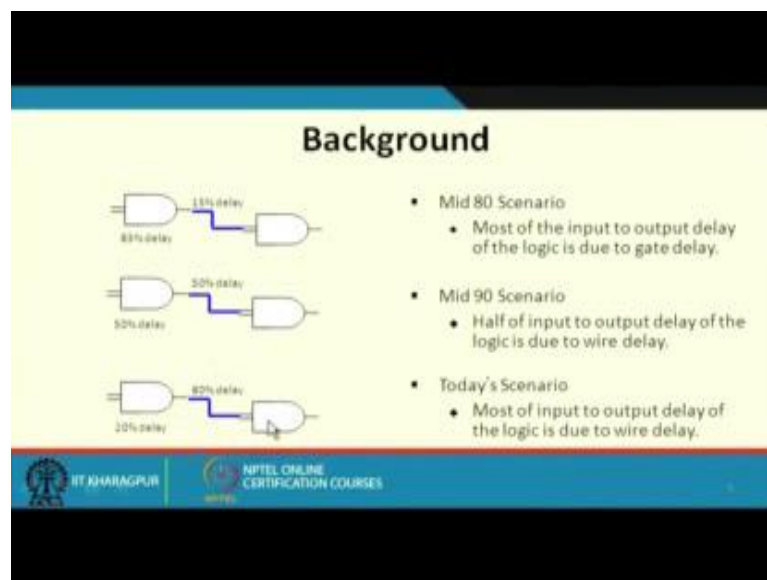 Background
15% delay
85% delay
50% delay
50% delay
80% delay
20% delay
Mid 80 Scenario
Most of the input to output delay
of the logic is due to gate delay.
Mid 90 Scenario
Half of input to output delay of the
logic is due to wire delay.
Today's Scenario
Most of input to output delay of
the logic is due to wire delay.
IIT KHARAGPUR
NPTEL
NPTEL ONLINE
CERTIFICATION COURSES